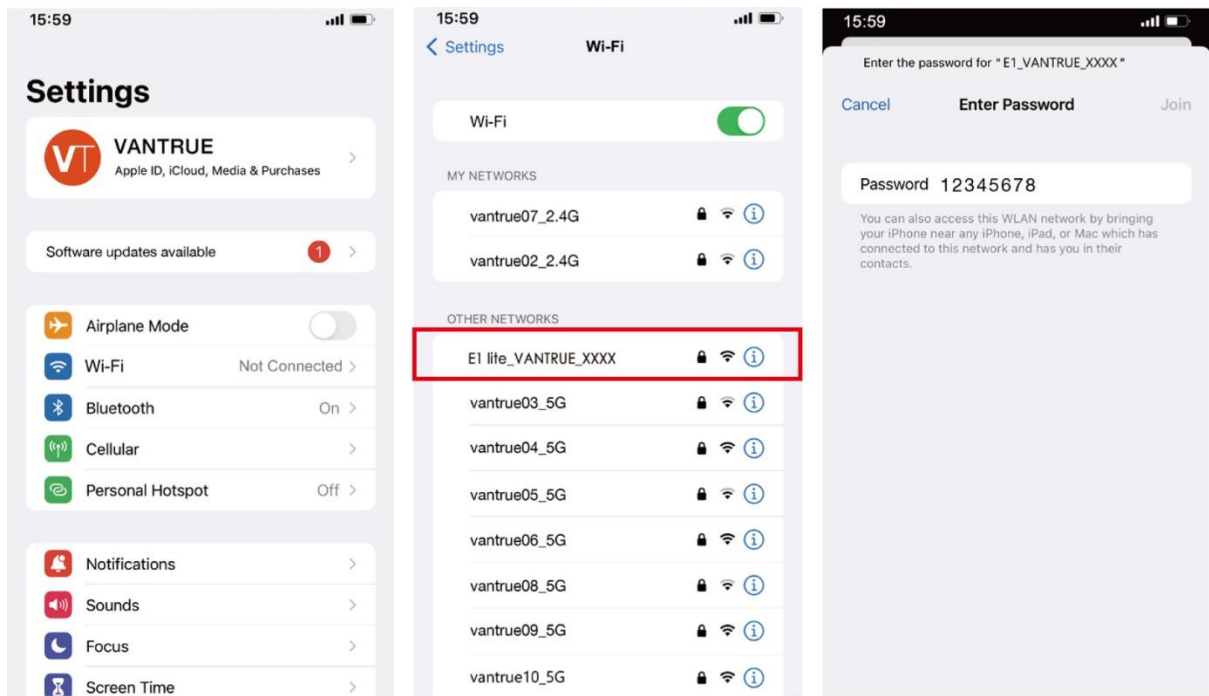 15:59
Settings
VT
VANTRUE
Apple ID, iCloud, Media & Purchases
Software updates available 1
Airplane Mode
Wi-Fi Not Connected
Bluetooth On
Cellular
Personal Hotspot Off
Notifications
Sounds
Focus
Screen Time
15:59
Settings Wi-Fi
Wi-Fi
MY NETWORKS
vantrue07_2.4G
vantrue02_2.4G
OTHER NETWORKS
E1 lite_VANTRUE_XXXX
vantrue03_5G
vantrue04_5G
vantrue05_5G
vantrue06_5G
vantrue08_5G
vantrue09_5G
vantrue10_5G
15:59
Enter the password for "E1_VANTRUE_XXXX"
Cancel Enter Password Join
Password 12345678
You can also access this WLAN network by bringing
your iPhone near any iPhone, iPad, or Mac which has
connected to this network and has you in their
contacts.